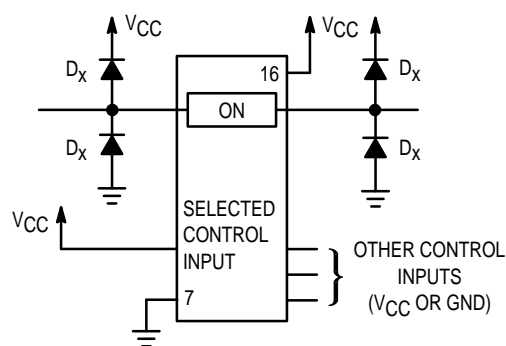 VCC
VCC
16
DX
DX
ON
DX
DX
VCC
SELECTED
CONTROL
INPUT
7
OTHER CONTROL
INPUTS
(VCC OR GND)